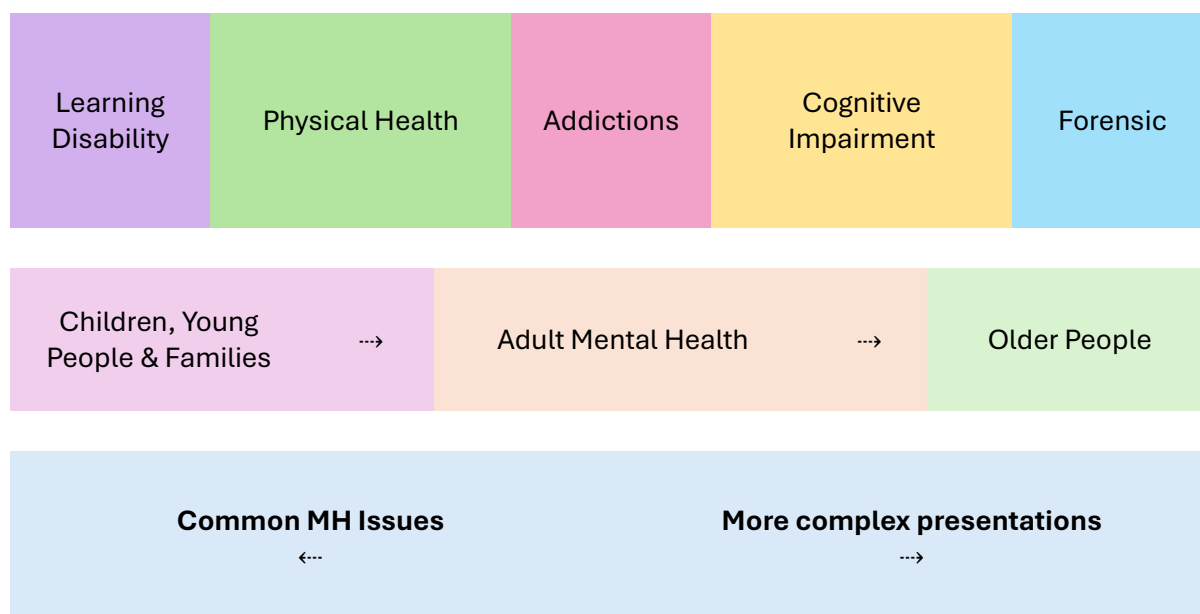 Learning
Disability
Physical Health
Addictions
Cognitive
Impairment
Forensic
Children, Young
People & Families
⇢
Adult Mental Health
⇢
Older People
Common MH Issues
⇠
More complex presentations
⇢